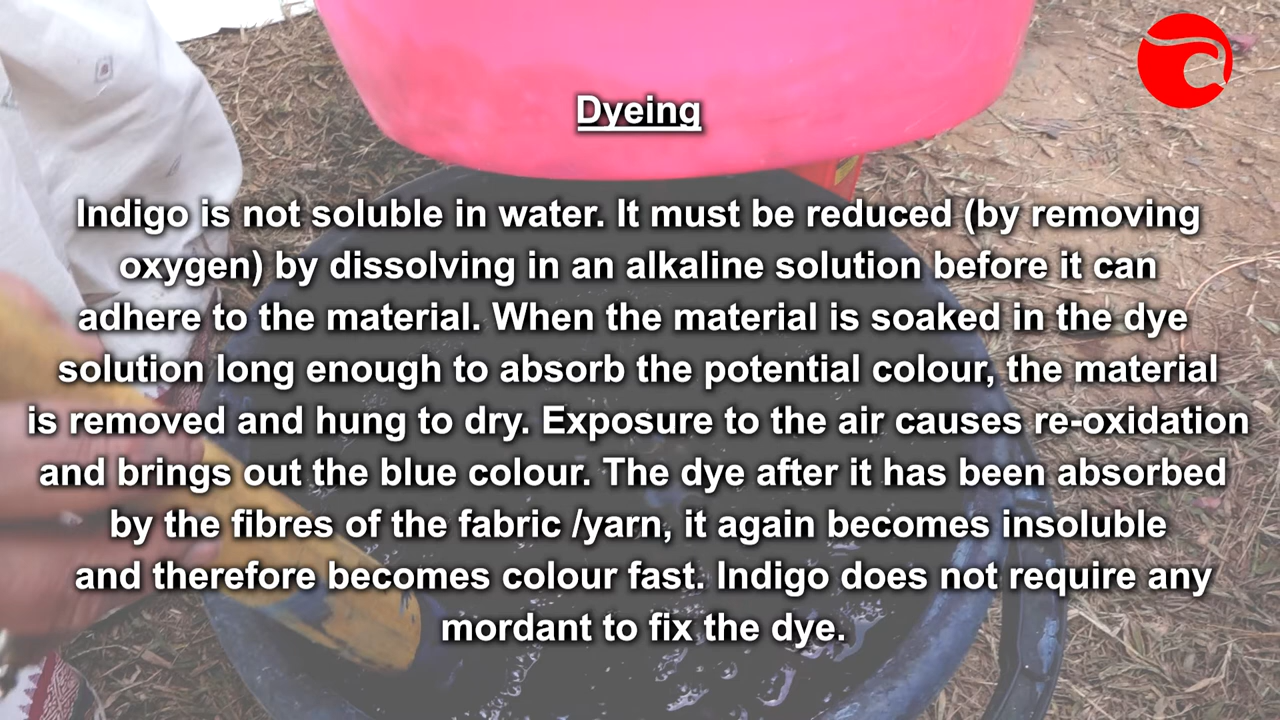 Dyeing
Indigo is not soluble in water. It must be reduced (by removing
oxygen) by dissolving in an alkaline solution before it can
adhere to the material. When the material is soaked in the dye
solution long enough to absorb the potential colour, the material
is removed and hung to dry. Exposure to the air causes re-oxidation
and brings out the blue colour. The dye after it has been absorbed
by the fibres of the fabric /yarn, it again becomes insoluble
and therefore becomes colour fast. Indigo does not require any
mordant to fix the dye.